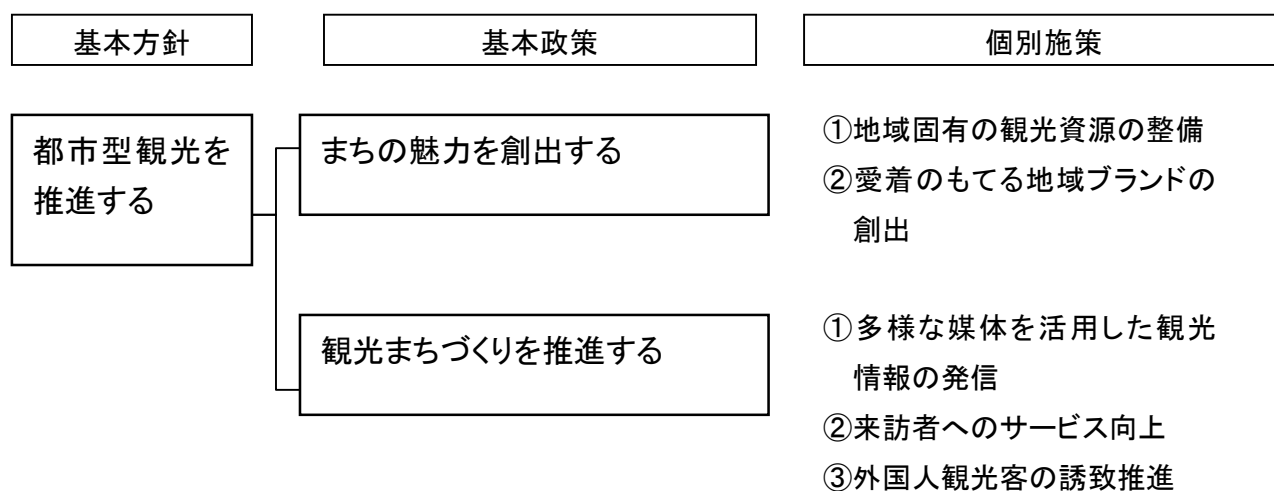 基本方針
基本政策
個別施策
都市型観光を
推進する
まちの魅力を創出する
①地域固有の観光資源の整備
②愛着のもてる地域ブランドの
創出
観光まちづくりを推進する
①多様な媒体を活用した観光
情報の発信
②来訪者へのサービス向上
③外国人観光客の誘致推進